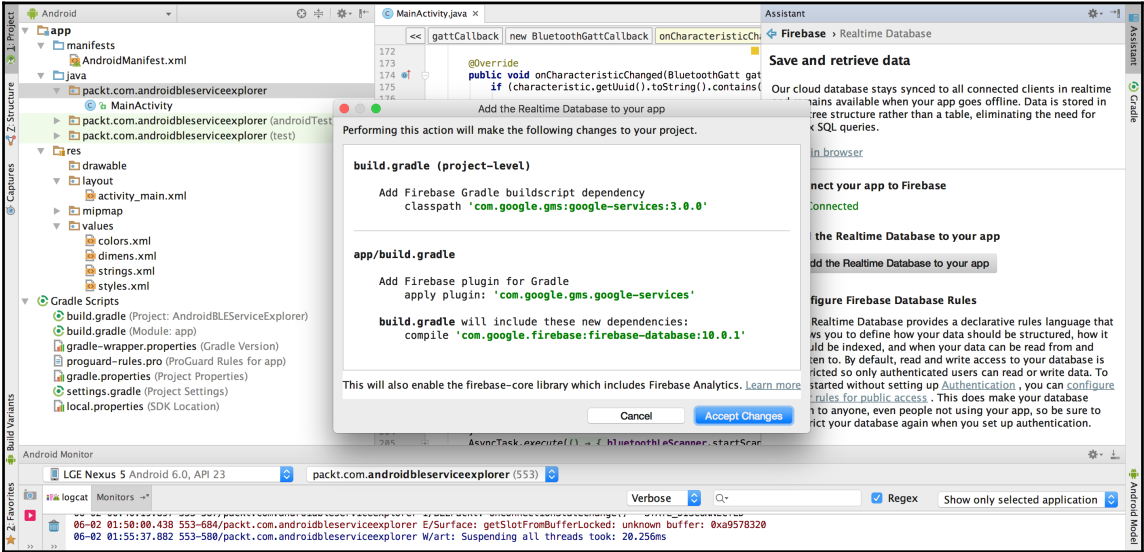 Android
MainActivity.java ×
Assistant
1: Project
Z: Structure
Captures
Build Variants
2: Favorites
Assistant
Gradle
Android Model
app
manifests
AndroidManifest.xml
java
packt.com.androidbleserviceexplorer
MainActivity
packt.com.androidbleserviceexplorer (androidTest
packt.com.androidbleserviceexplorer (test)
res
drawable
layout
activity_main.xml
mipmap
values
colors.xml
dimens.xml
strings.xml
styles.xml
Gradle Scripts
build.gradle (Project: AndroidBLEServiceExplorer)
build.gradle (Module: app)
gradle-wrapper.properties (Gradle Version)
proguard-rules.pro (ProGuard Rules for app)
gradle.properties (Project Properties)
settings.gradle (Project Settings)
local.properties (SDK Location)
<< gattCallback new BluetoothGattCallback onCharacteristicCha
172
173 @Override
174 public void onCharacteristicChanged(BluetoothGatt gat
175 if (characteristic.getUuid().toString().contains(
176
205 AsyncTask.execute(() → { bluetoothLeScanner.startScan
Add the Realtime Database to your app
Performing this action will make the following changes to your project.
build.gradle (project-level)
Add Firebase Gradle buildscript dependency
classpath 'com.google.gms:google-services:3.0.0'
app/build.gradle
Add Firebase plugin for Gradle
apply plugin: 'com.google.gms.google-services'
build.gradle will include these new dependencies:
compile 'com.google.firebase:firebase-database:10.0.1'
This will also enable the firebase-core library which includes Firebase Analytics. Learn more
Cancel Accept Changes
Firebase › Realtime Database
Save and retrieve data
Our cloud database stays synced to all connected clients in realtime
mains available when your app goes offline. Data is stored in
tree structure rather than a table, eliminating the need for
x SQL queries.
in browser
nect your app to Firebase
Connected
the Realtime Database to your app
dd the Realtime Database to your app
figure Firebase Database Rules
Realtime Database provides a declarative rules language that
ws you to define how your data should be structured, how it
uld be indexed, and when your data can be read from and
ten to. By default, read and write access to your database is
ricted so only authenticated users can read or write data. To
started without setting up Authentication , you can configure
rules for public access . This does make your database
n to anyone, even people not using your app, so be sure to
rict your database again when you set up authentication.
Android Monitor
LGE Nexus 5 Android 6.0, API 23
packt.com.androidbleserviceexplorer (553)
logcat Monitors
Verbose
Regex
Show only selected application
06-02 01:50:00.438 553-684/packt.com.androidbleserviceexplorer E/Surface: getSlotFromBufferLocked: unknown buffer: 0xa9578320
06-02 01:55:37.882 553-580/packt.com.androidbleserviceexplorer W/art: Suspending all threads took: 20.256ms